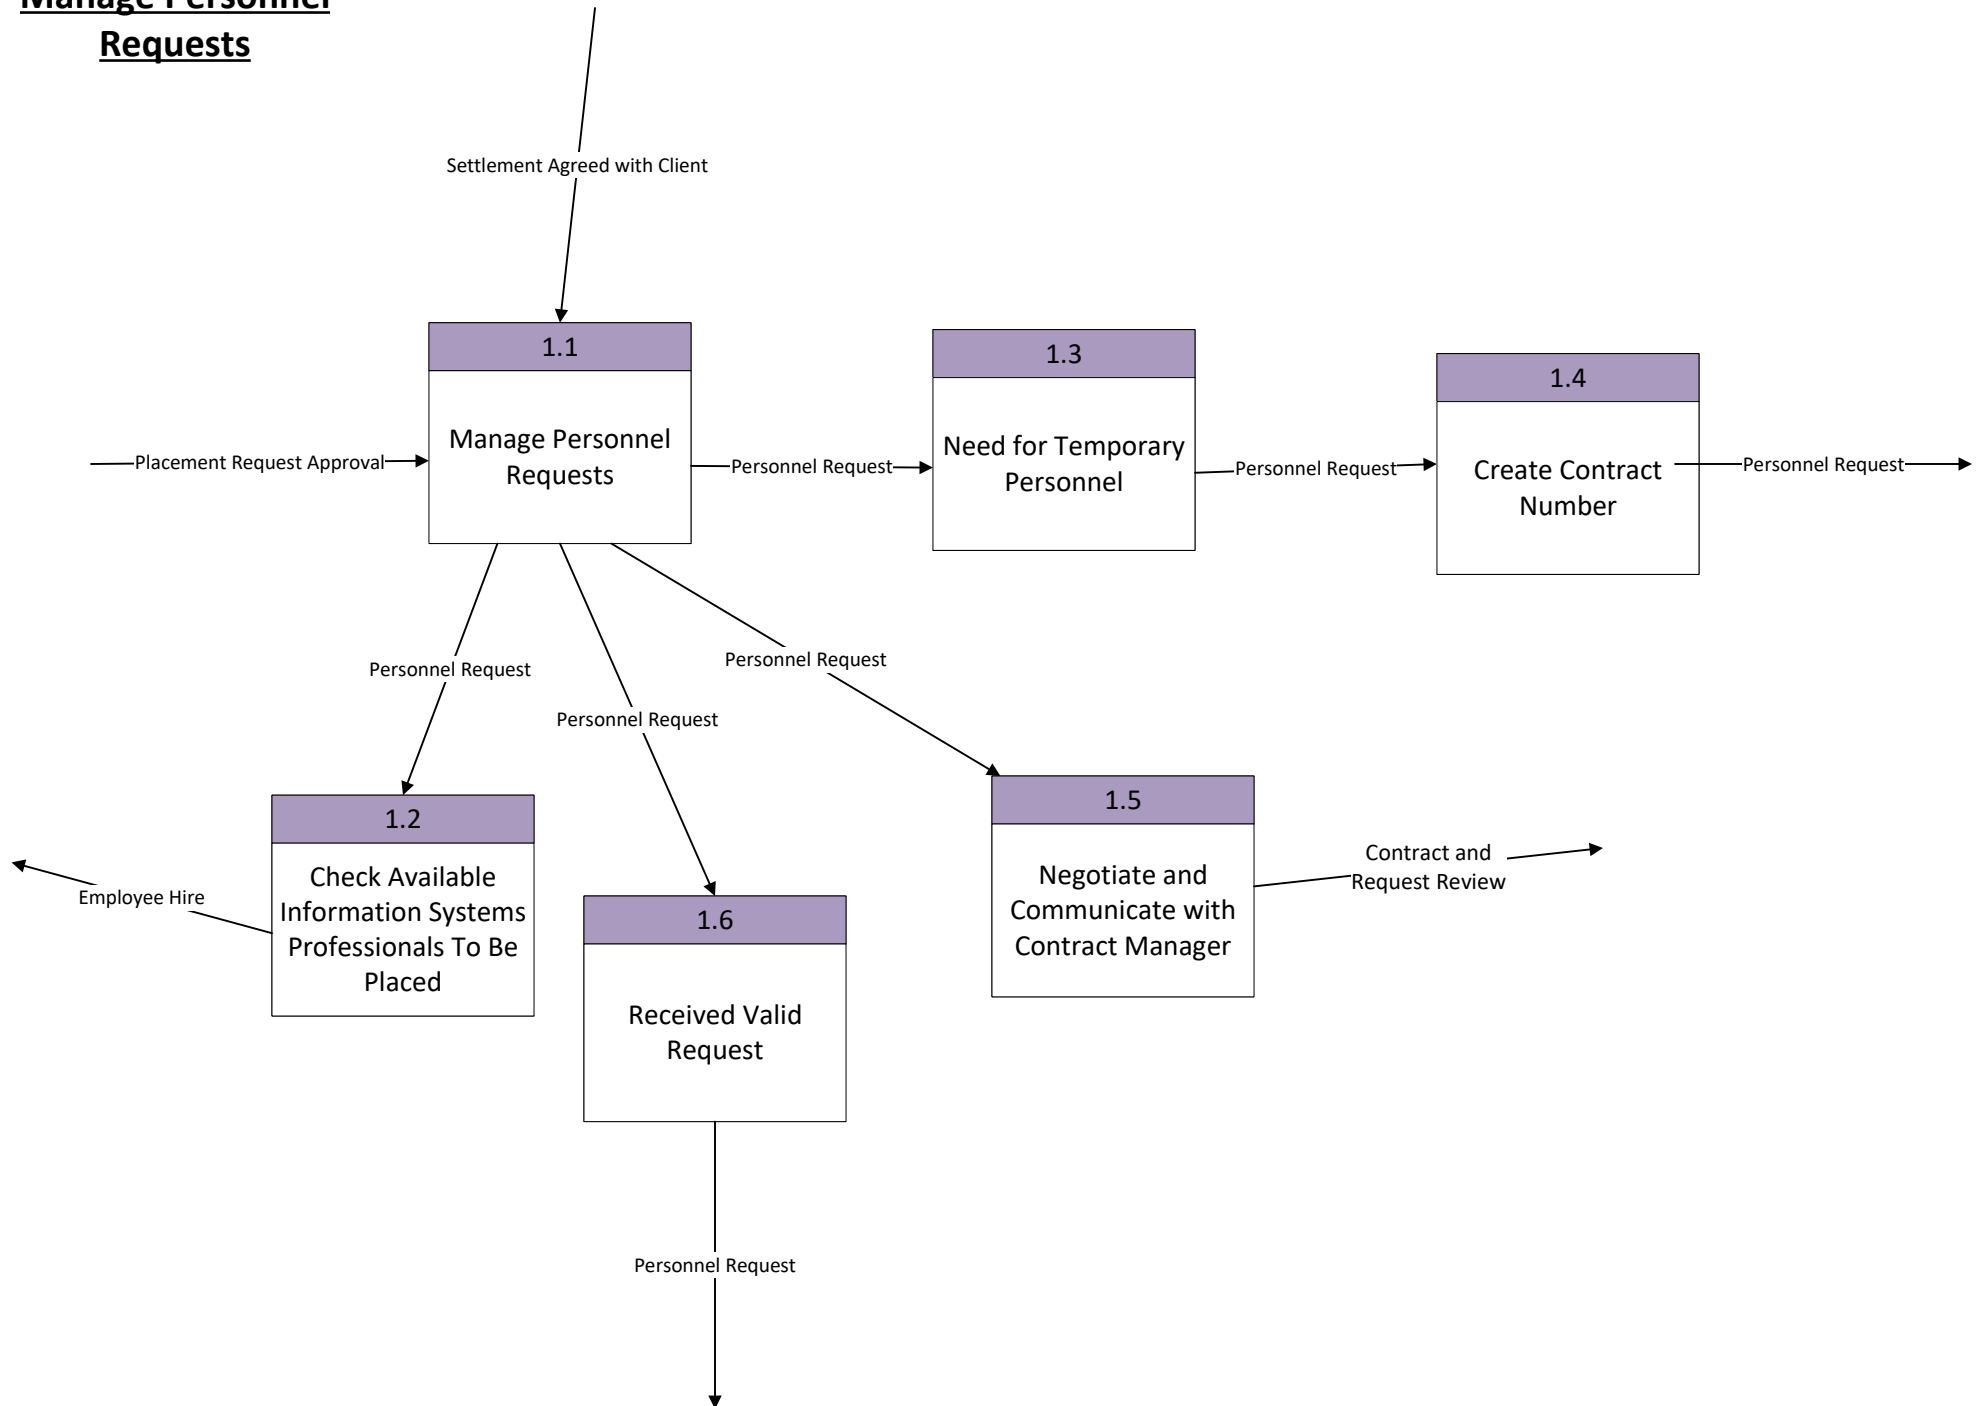 Manage Personnel
Requests
Settlement Agreed with Client
1.1
Manage Personnel
Requests
1.3
Need for Temporary
Personnel
1.4
Create Contract
Number
Placement Request Approval
Personnel Request
Personnel Request
Personnel Request
Personnel Request
Personnel Request
Personnel Request
1.2
Check Available
Information Systems
Professionals To Be
Placed
Employee Hire
1.6
Received Valid
Request
1.5
Negotiate and
Communicate with
Contract Manager
Contract and
Request Review
Personnel Request